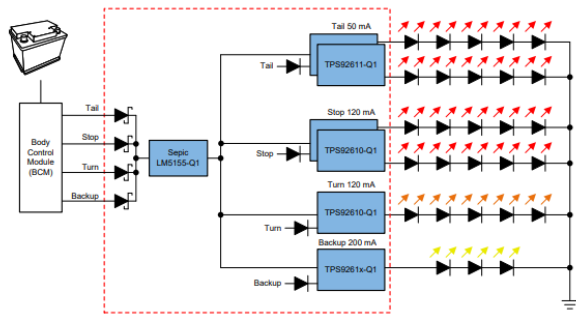 Tail 50 mA
TPS92611-Q1
Tail
Tail
Stop
Turn
Backup
Body
Control
Module
(BCM)
Sepic
LM5155-Q1
Stop 120 mA
TPS92610-Q1
Stop
Turn 120 mA
TPS92610-Q1
Turn
Backup 200 mA
TPS9261x-Q1
Backup